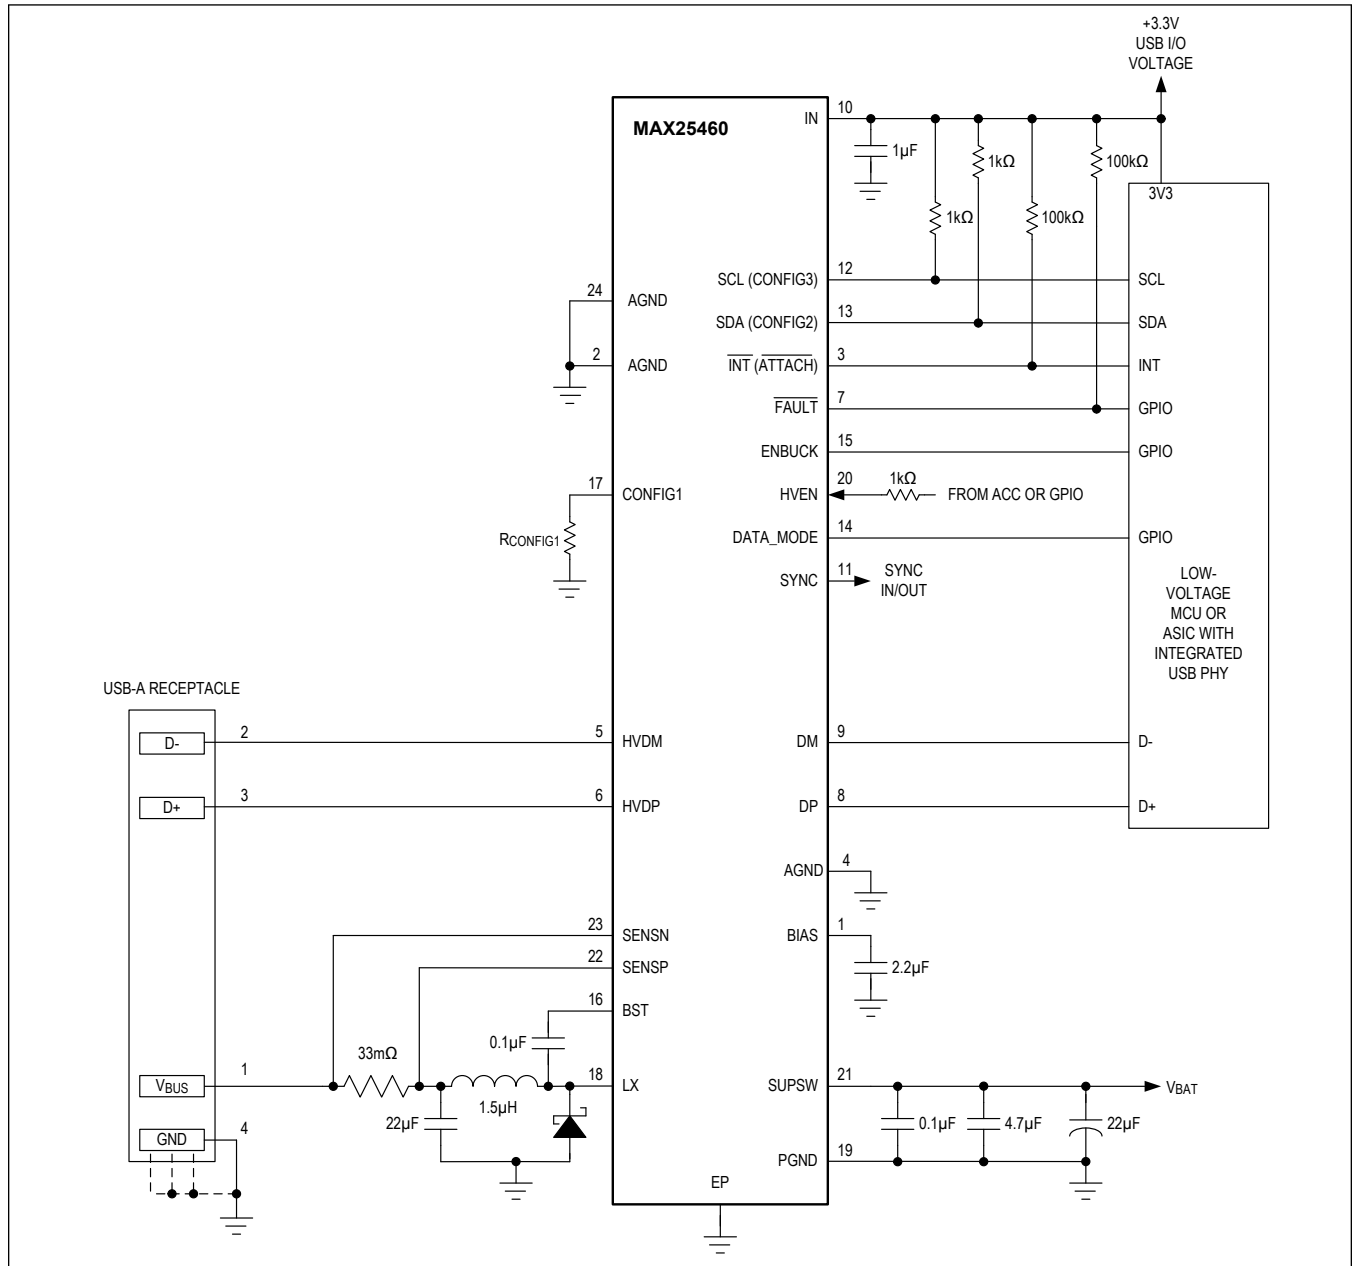 +3.3V
USB I/O
VOLTAGE
MAX25460
IN 10
1µF
1kΩ
100kΩ
1kΩ
100kΩ
3V3
SCL (CONFIG3) 12 SCL
24 AGND
SDA (CONFIG2) 13 SDA
2 AGND
INT (ATTACH) 3 INT
FAULT 7 GPIO
ENBUCK 15 GPIO
17 CONFIG1
HVEN 20 1kΩ FROM ACC OR GPIO
RCONFIG1
DATA_MODE 14 GPIO
SYNC 11 SYNC
IN/OUT
LOW-
VOLTAGE
MCU OR
ASIC WITH
INTEGRATED
USB PHY
USB-A RECEPTACLE
D- 2 5 HVDM DM 9 D-
D+ 3 6 HVDP DP 8 D+
AGND 4
23 SENSN BIAS 1
22 SENSP
2.2µF
16 BST
0.1µF
33mΩ
VBUS 1 18 LX SUPSW 21 VBAT
1.5µH
22µF
0.1µF 4.7µF 22µF
GND 4
PGND 19
EP